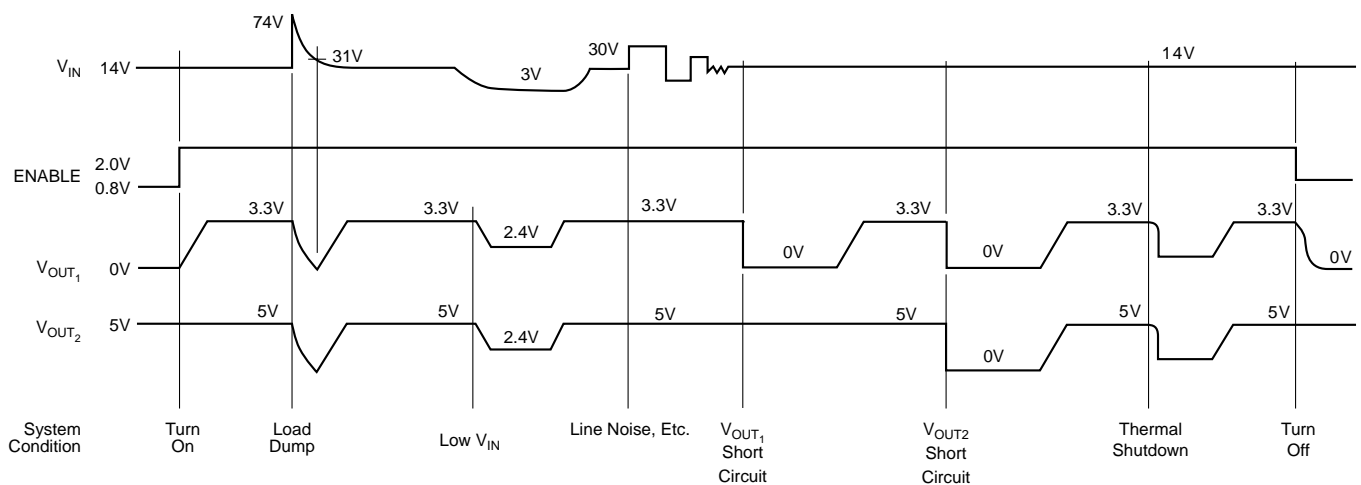 74V
31V
V_IN 14V 3V 30V 14V
ENABLE 2.0V
0.8V
3.3V 3.3V 3.3V 3.3V 3.3V 3.3V
2.4V
V_OUT1 0V 0V 0V 0V
V_OUT2 5V 5V 5V 5V 5V 5V 5V
2.4V 0V
System Condition
Turn On
Load Dump
Low V_IN
Line Noise, Etc.
V_OUT1 Short Circuit
V_OUT2 Short Circuit
Thermal Shutdown
Turn Off